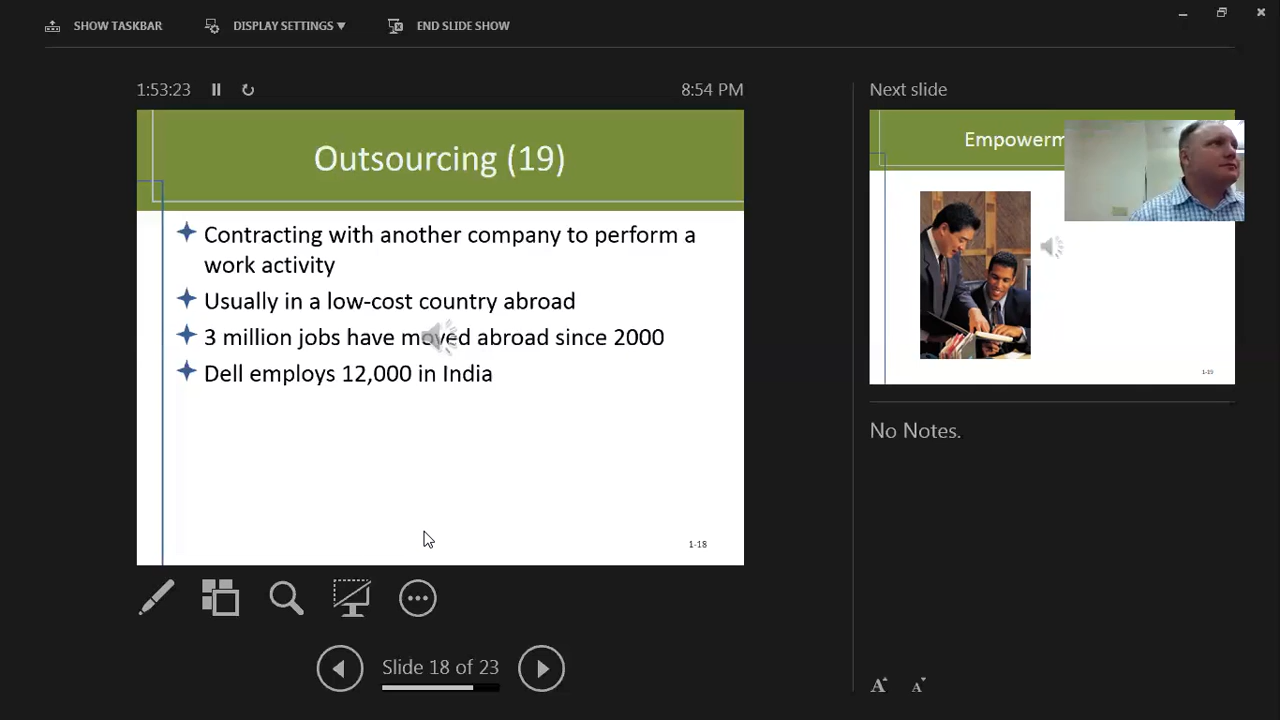 SHOW TASKBAR
DISPLAY SETTINGS ▼
END SLIDE SHOW
1:53:23
8:54 PM
Outsourcing (19)
Contracting with another company to perform a
work activity
Usually in a low-cost country abroad
3 million jobs have moved abroad since 2000
Dell employs 12,000 in India
1-18
Slide 18 of 23
Next slide
1-19
No Notes.
A
A